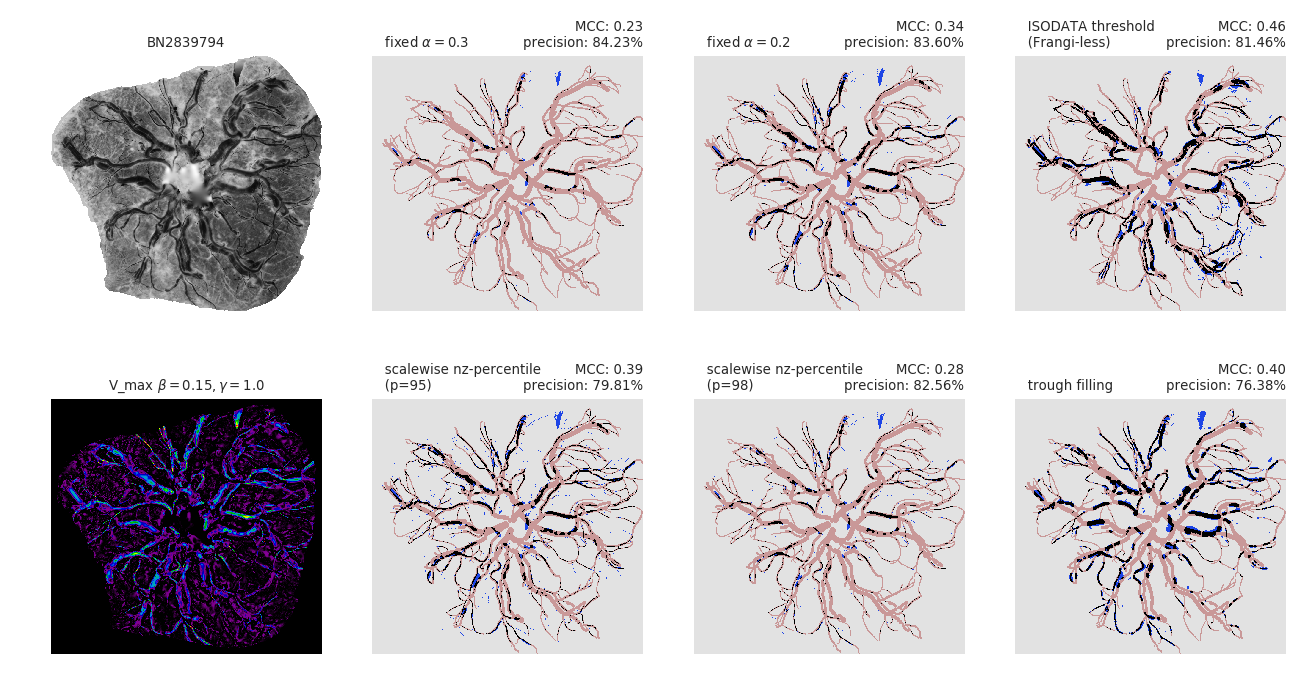 BN2839794
fixed α = 0.3
MCC: 0.23
precision: 84.23%
fixed α = 0.2
MCC: 0.34
precision: 83.60%
ISODATA threshold
(Frangi-less)
MCC: 0.46
precision: 81.46%
V_max β = 0.15, γ = 1.0
scalewise nz-percentile
(p=95)
MCC: 0.39
precision: 79.81%
scalewise nz-percentile
(p=98)
MCC: 0.28
precision: 82.56%
trough filling
MCC: 0.40
precision: 76.38%